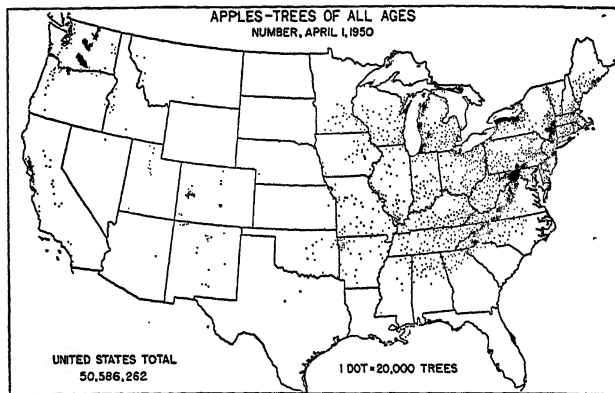 APPLES-TREES OF ALL AGES
NUMBER, APRIL 1, 1950
UNITED STATES TOTAL
50,586,262
1 DOT = 20,000 TREES